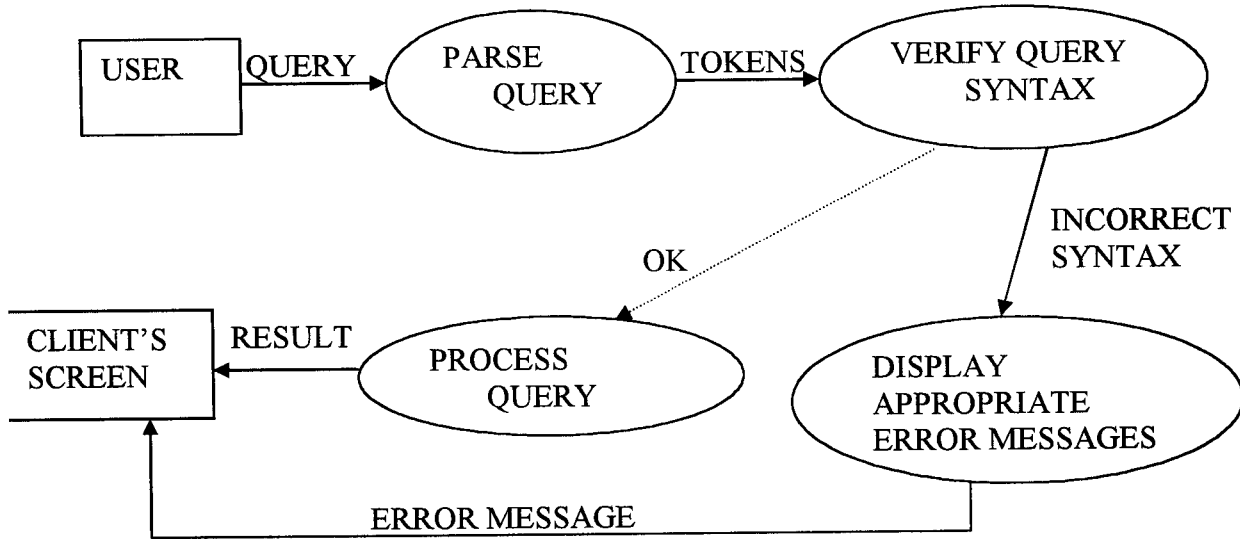 USER
QUERY
PARSE
QUERY
TOKENS
VERIFY QUERY
SYNTAX
OK
INCORRECT
SYNTAX
CLIENT'S
SCREEN
RESULT
PROCESS
QUERY
DISPLAY
APPROPRIATE
ERROR MESSAGES
ERROR MESSAGE